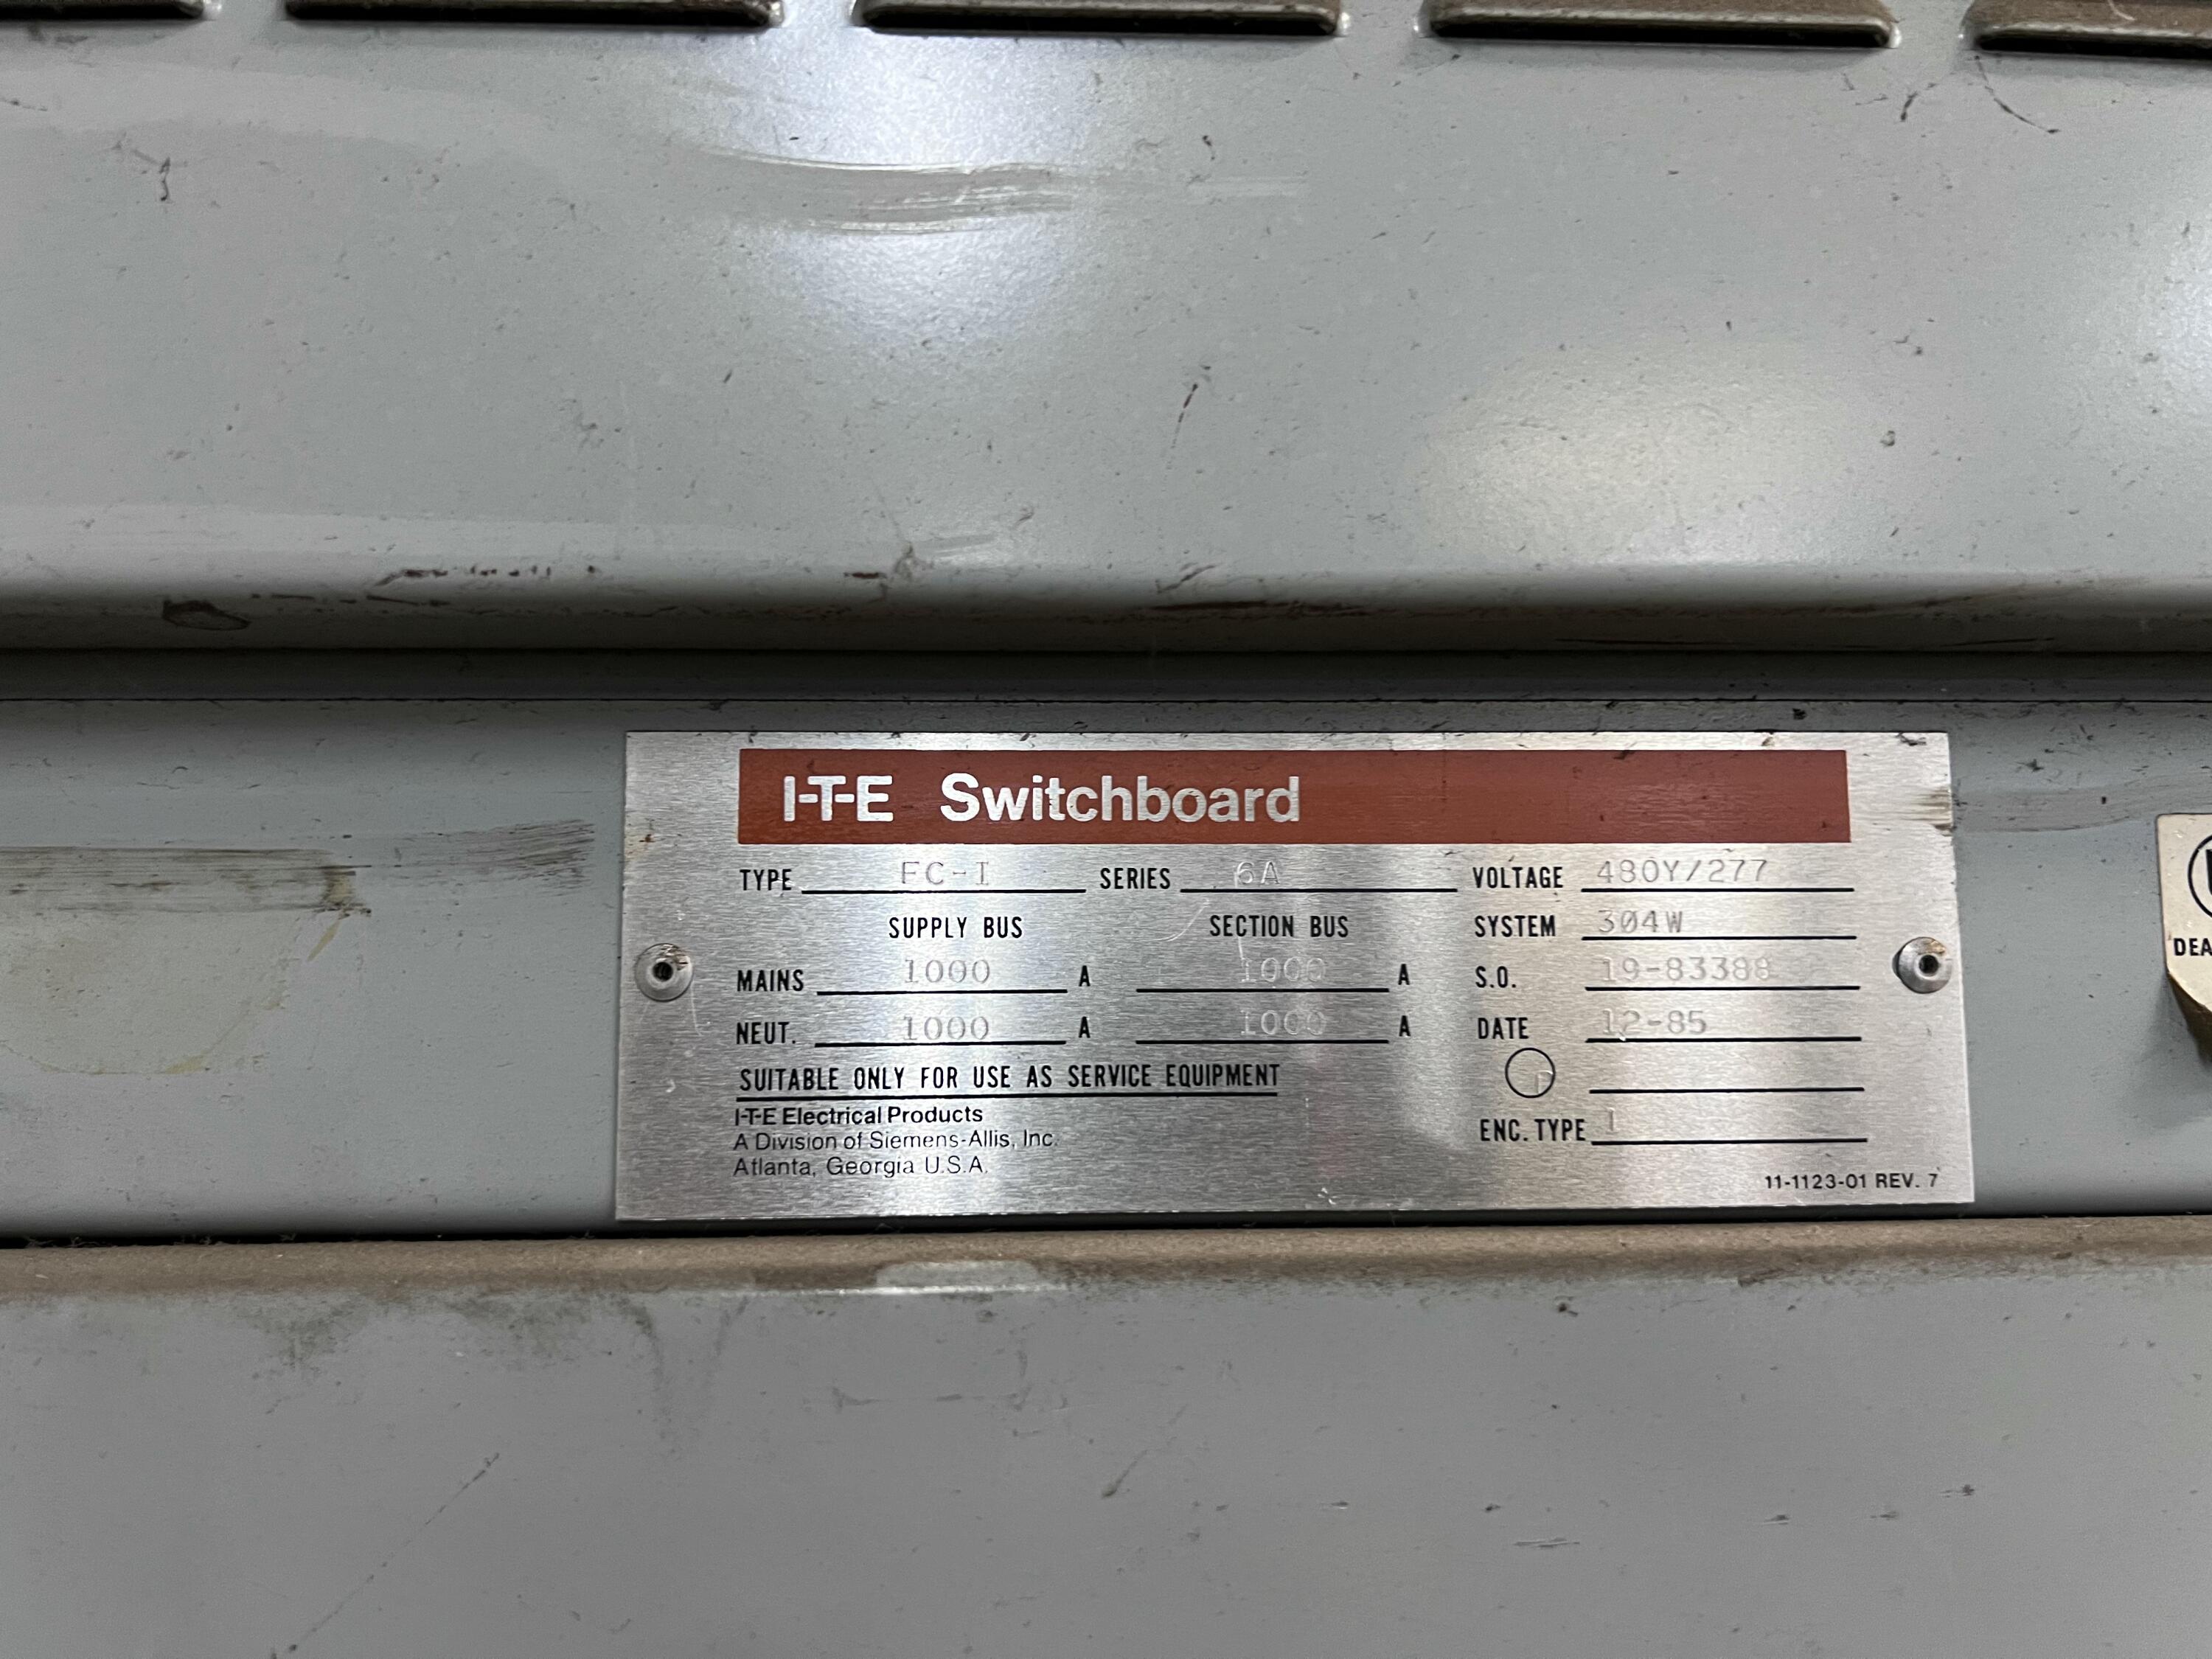 I-T-E Switchboard
TYPE FC-I SERIES 6A VOLTAGE 480Y/277
SUPPLY BUS SECTION BUS SYSTEM 3Ø4W
MAINS 1000 A 1000 A S.O. 19-83388
NEUT. 1000 A 1000 A DATE 12-85
SUITABLE ONLY FOR USE AS SERVICE EQUIPMENT
I-T-E Electrical Products
A Division of Siemens-Allis, Inc.
Atlanta, Georgia U.S.A.
ENC. TYPE 1
11-1123-01 REV. 7